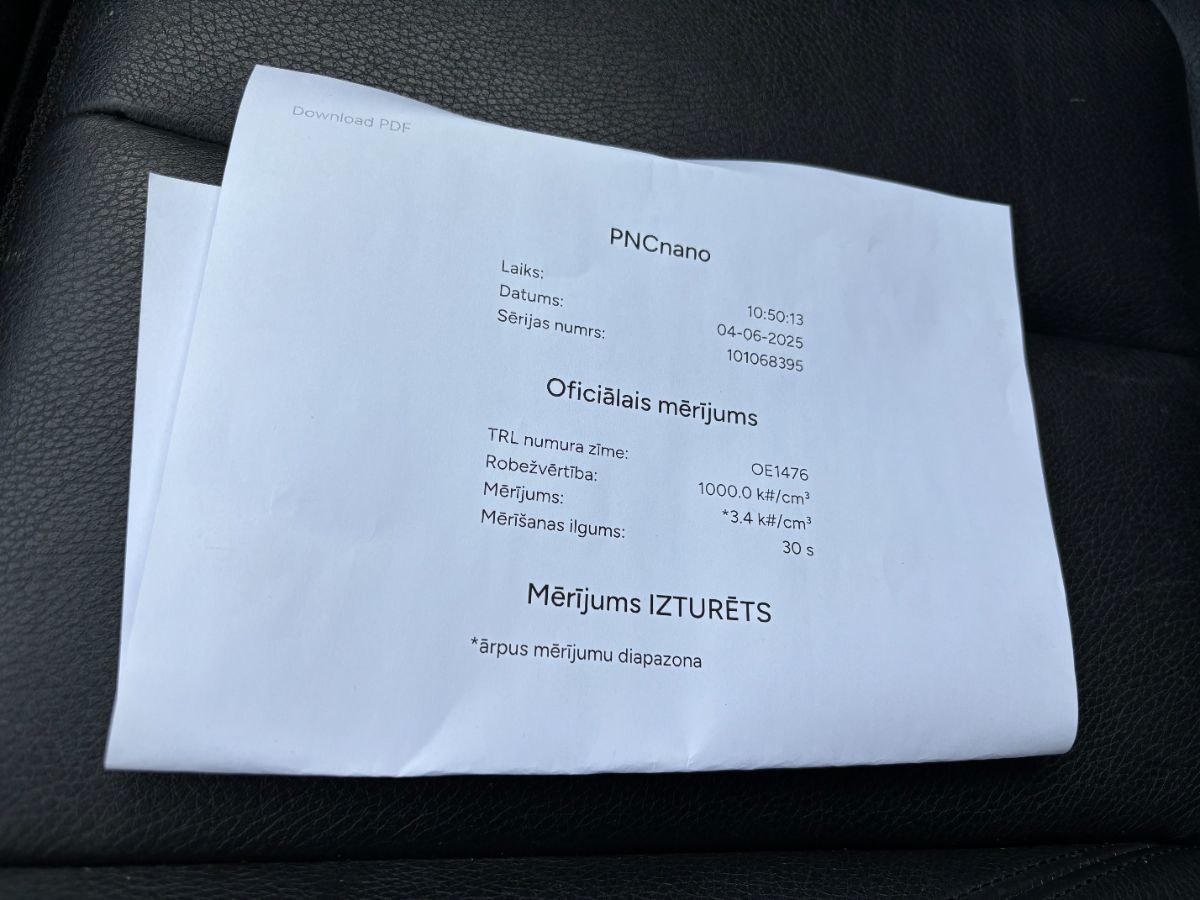 Download PDF
PNCnano
Laiks: 10:50:13
Datums: 04-06-2025
Sērijas numrs: 101068395
Oficiālais mērījums
TRL numura zīme: OE1476
Robežvērtība: 1000.0 k#/cm³
Mērījums: *3.4 k#/cm³
Mērīšanas ilgums: 30 s
Mērījums IZTURĒTS
*ārpus mērījumu diapazona